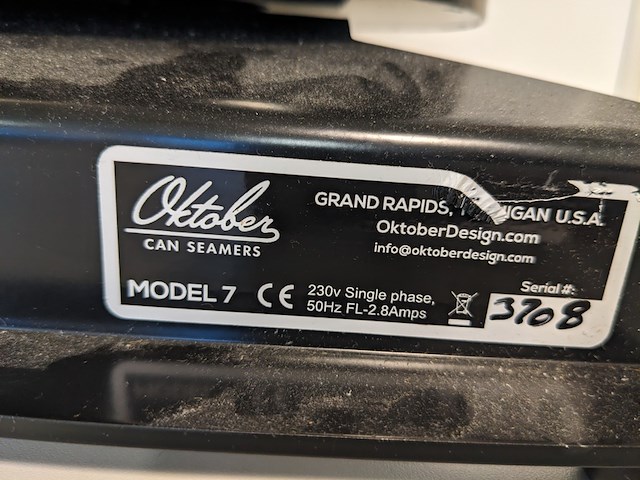 Oktober
CAN SEAMERS
GRAND RAPIDS, U.S.A.
OktoberDesign.com
info@oktoberdesign.com
MODEL 7
CE
230v Single phase,
50Hz FL-2.8Amps
Serial #:
3708